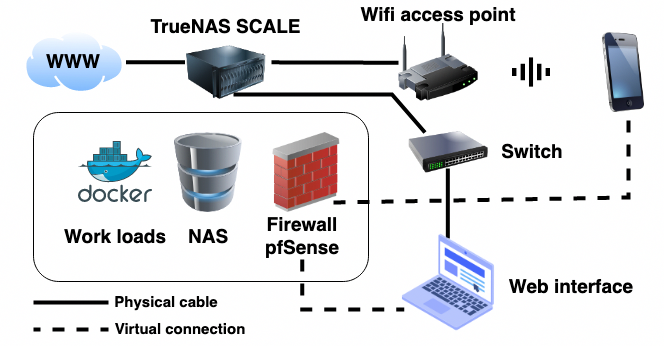 TrueNAS SCALE
Wifi access point
WWW
Switch
docker
Work loads
NAS
Firewall
pfSense
Web interface
Physical cable
Virtual connection